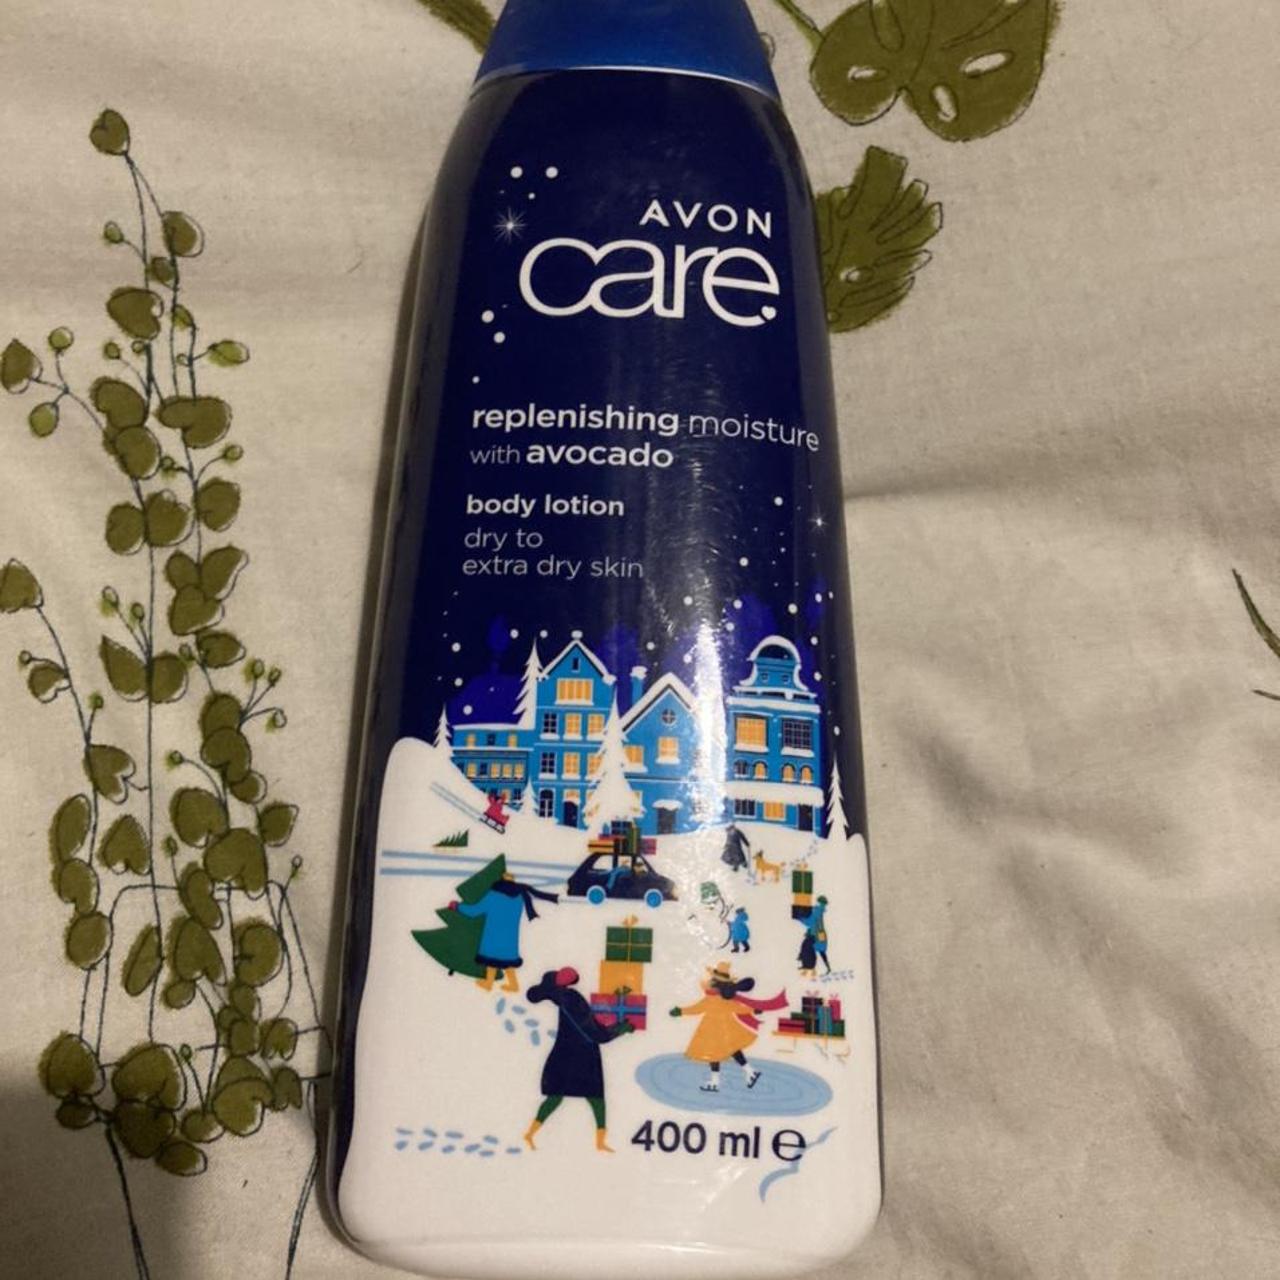 AVON
care
replenishing moisture
with avocado
body lotion
dry to
extra dry skin
400 ml ℮